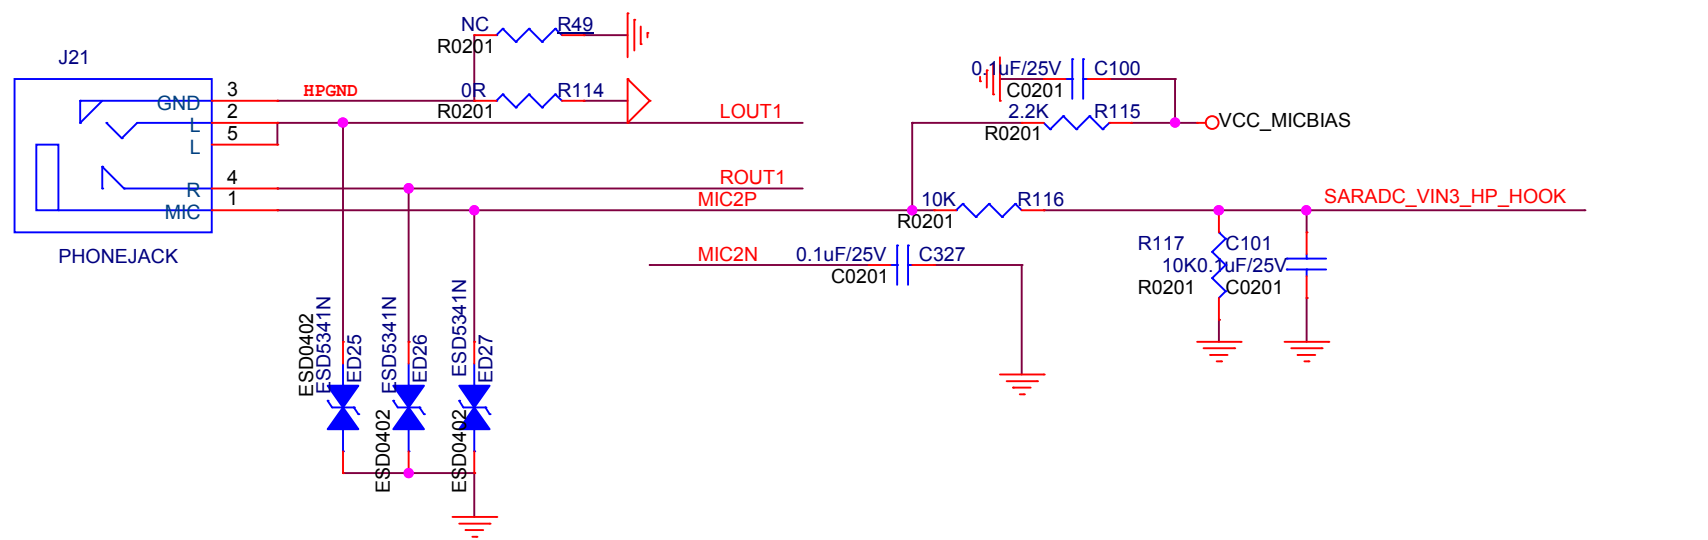 NC R49
R0201
J21
0.1uF/25V C100
C0201
3 HPGND 0R R114
GND
R0201
2 LOUT1 2.2K R115
L
R0201 VCC_MICBIAS
5
L
4 ROUT1
R
1 MIC2P 10K R116 SARADC_VIN3_HP_HOOK
MIC
R0201
PHONEJACK
MIC2N 0.1uF/25V C327
C0201
R117 C101
10K 0.1uF/25V
R0201 C0201
ESD0402
ESD5341N
ED25
ESD0402
ESD5341N
ED26
ESD0402
ESD5341N
ED27